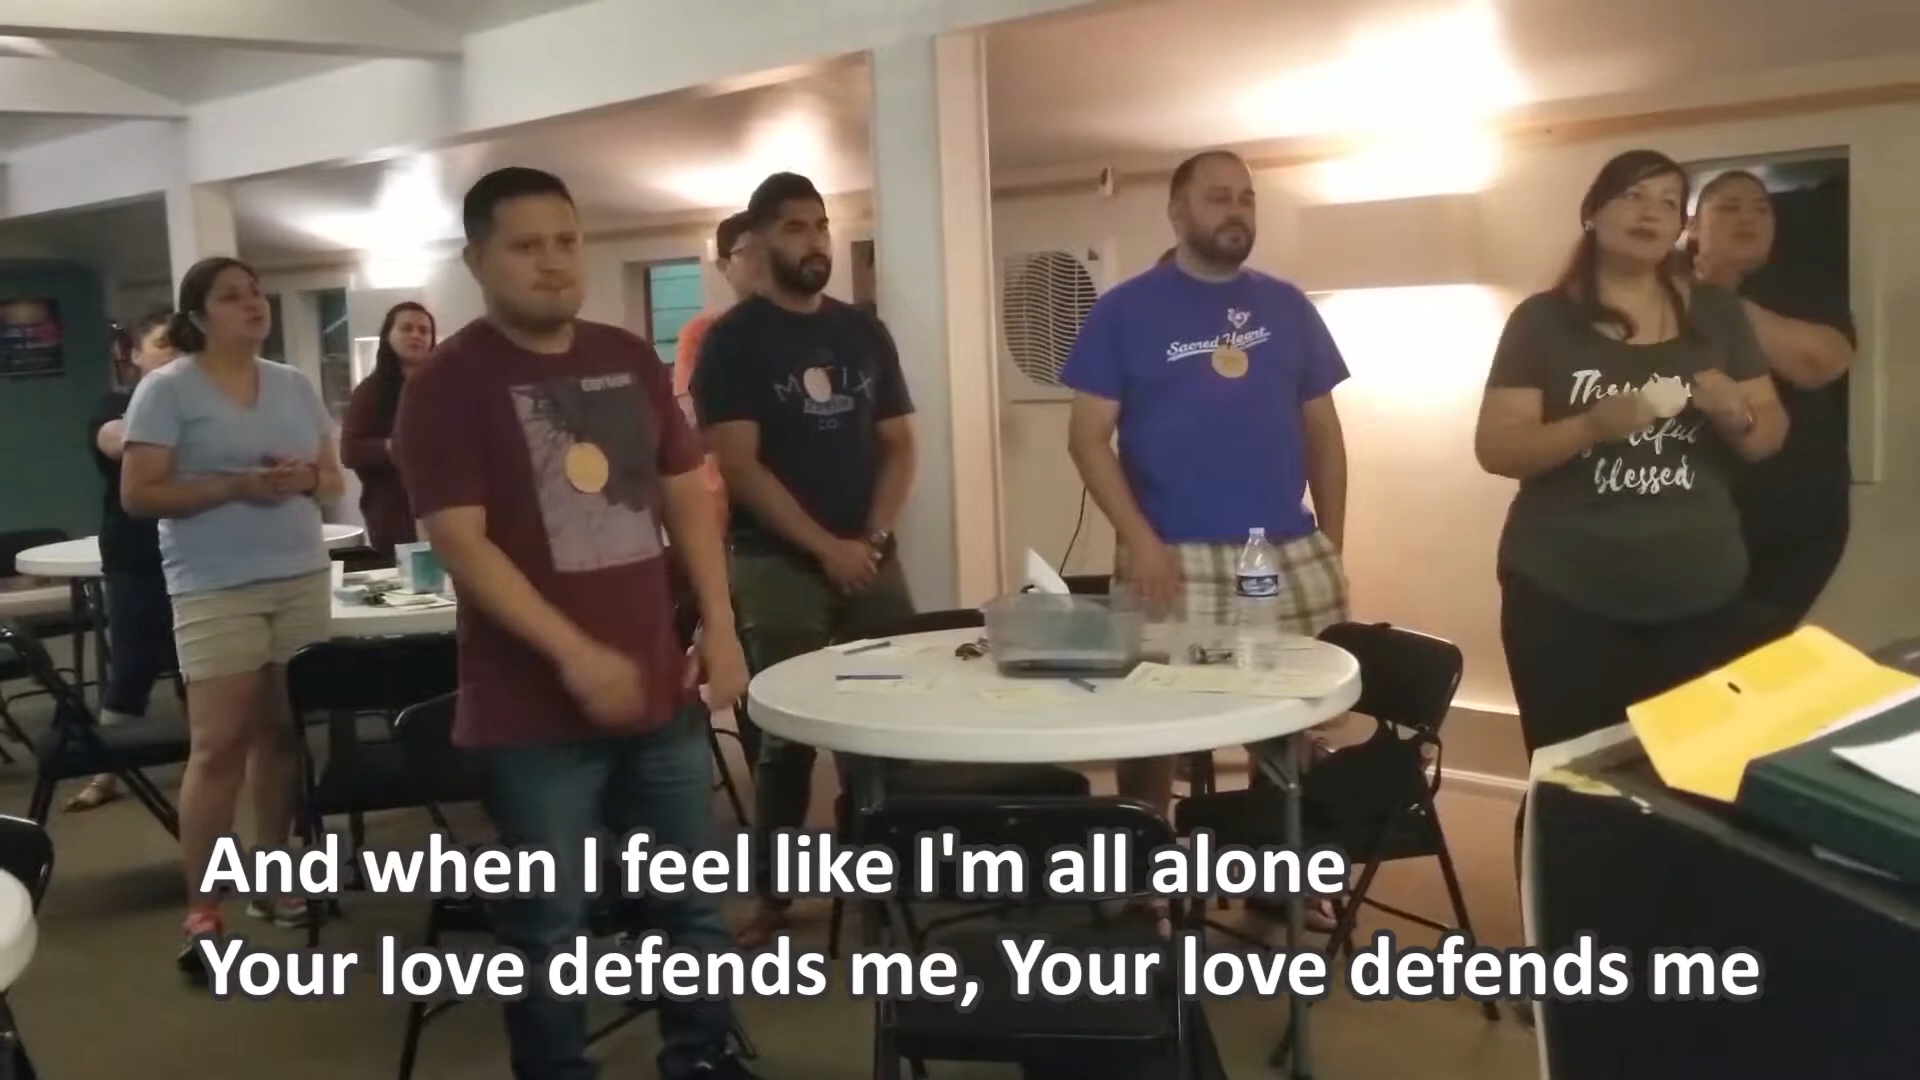 Sacred Heart
blessed
And when I feel like I'm all alone
Your love defends me, Your love defends me